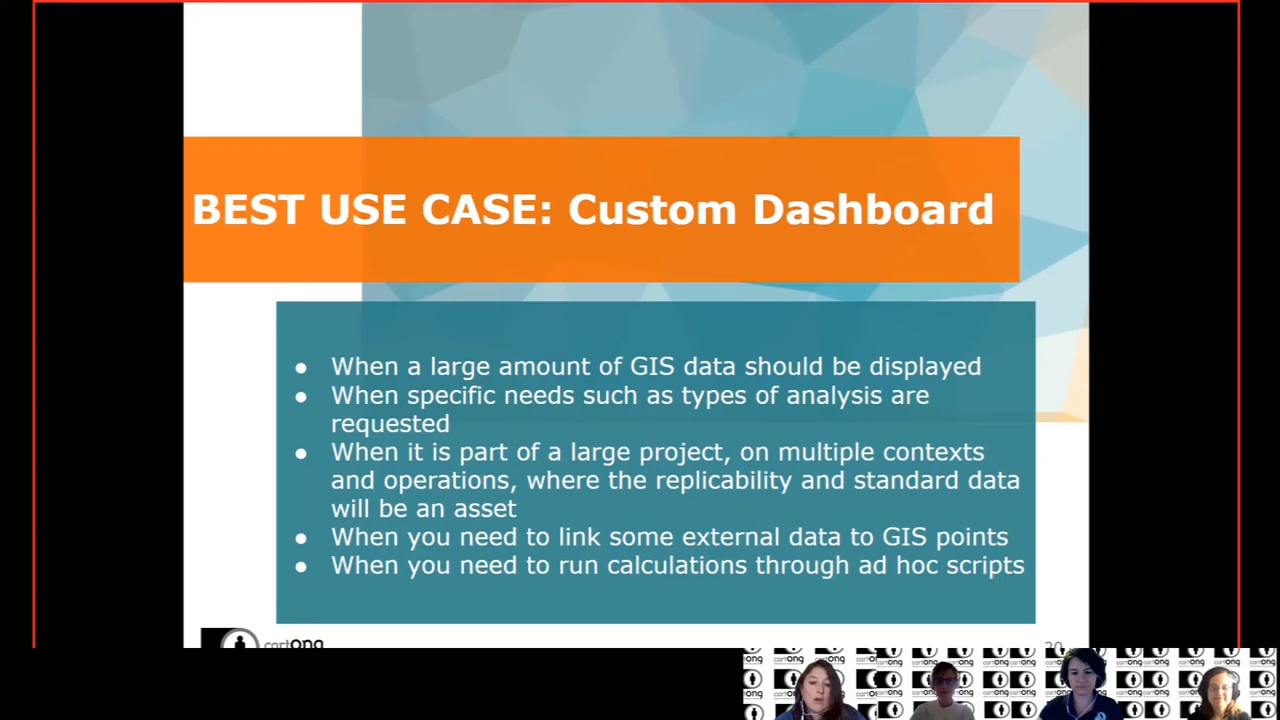 BEST USE CASE: Custom Dashboard
● When a large amount of GIS data should be displayed
● When specific needs such as types of analysis are
requested
● When it is part of a large project, on multiple contexts
and operations, where the replicability and standard data
will be an asset
● When you need to link some external data to GIS points
● When you need to run calculations through ad hoc scripts
cartong